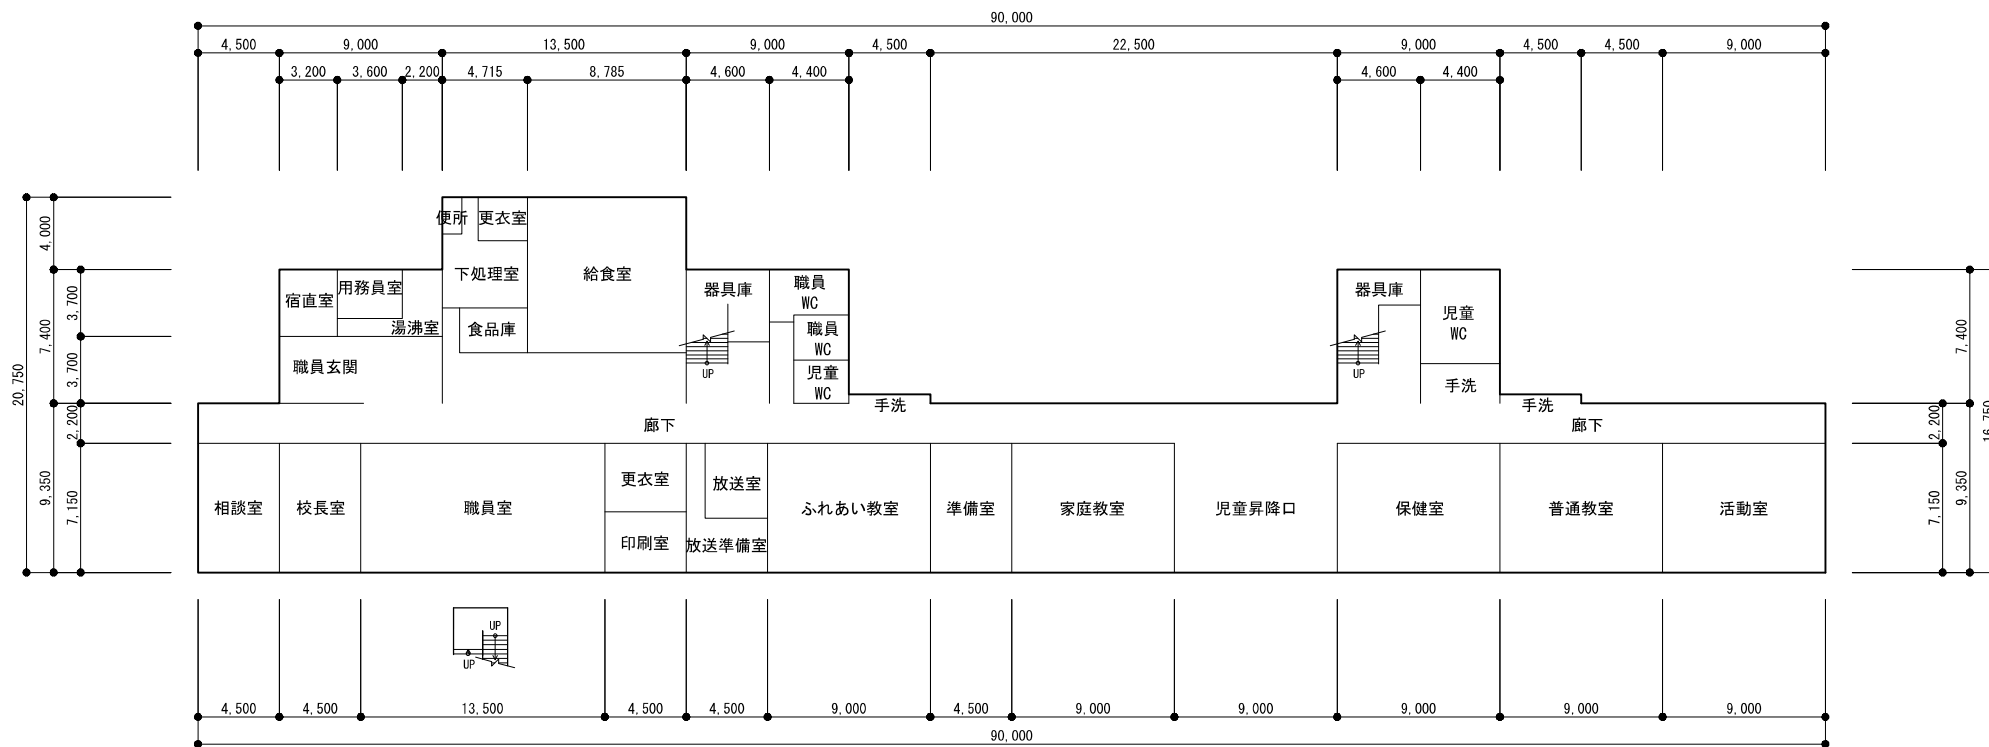 90,000
4,500 9,000 13,500 9,000 4,500 22,500 9,000 4,500 4,500 9,000
3,200 3,600 2,200 4,715 8,785 4,600 4,400 4,600 4,400
4,000
3,700
7,400
3,700
20,750
2,200
9,350
7,150
便所 更衣室
下処理室 給食室
宿直室 用務員室
湯沸室
食品庫
職員玄関
器具庫
職員
WC
職員
WC
児童
WC
UP
手洗
器具庫
児童
WC
UP
手洗
手洗
廊下 廊下
相談室 校長室 職員室 更衣室 印刷室 放送室 放送準備室 ふれあい教室 準備室 家庭教室 児童昇降口 保健室 普通教室 活動室
7,400
2,200
16,750
9,350
7,150
UP
UP
4,500 4,500 13,500 4,500 4,500 9,000 4,500 9,000 9,000 9,000 9,000 9,000
90,000